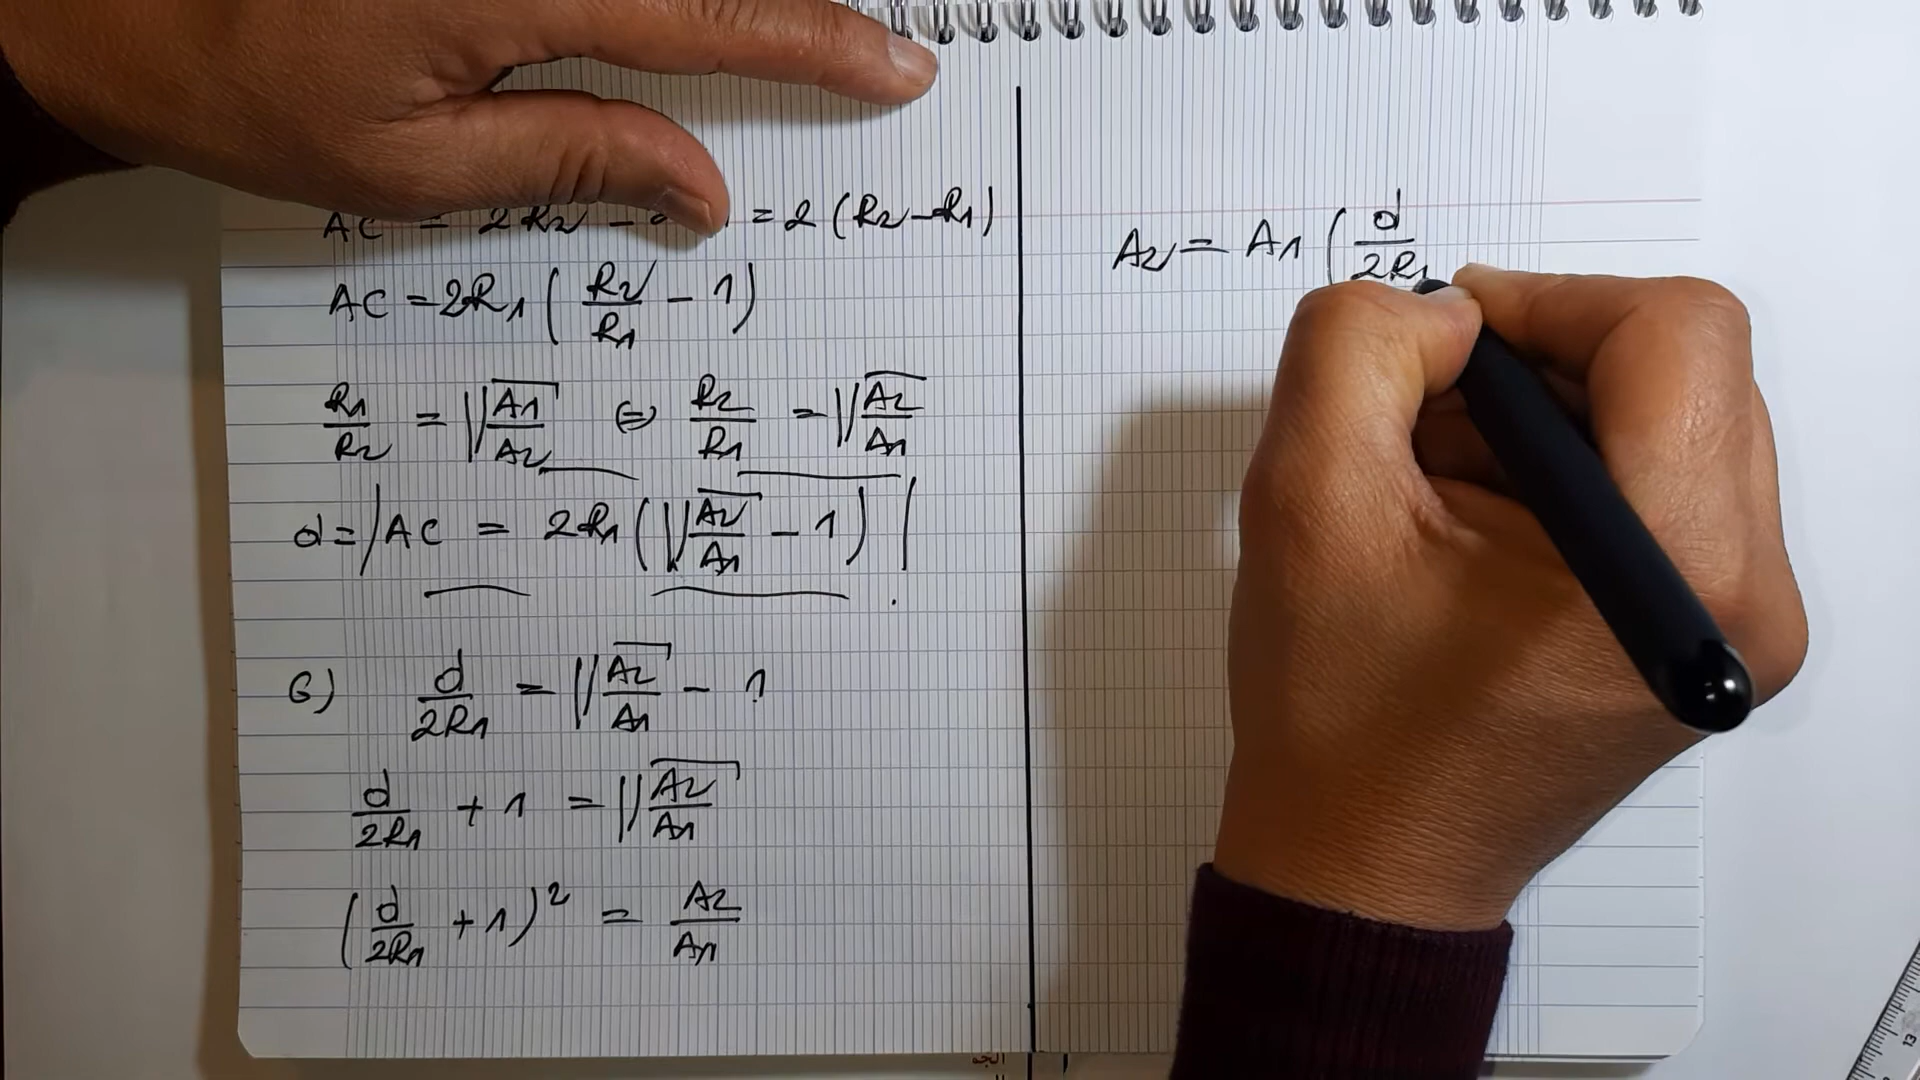 AC = 2R2 - = 2 (R2-R1)
AC = 2R1 ( R2/R1 - 1)
R1/R2 = √(A1/A2) ⇔ R2/R1 = √(A2/A1)
d = |AC = 2R1 (√(A2/A1) - 1) |
6) d/2R1 = √(A2/A1) - 1
d/2R1 + 1 = √(A2/A1)
(d/2R1 + 1)² = A2/A1
A2 = A1 ( d/2R1
13